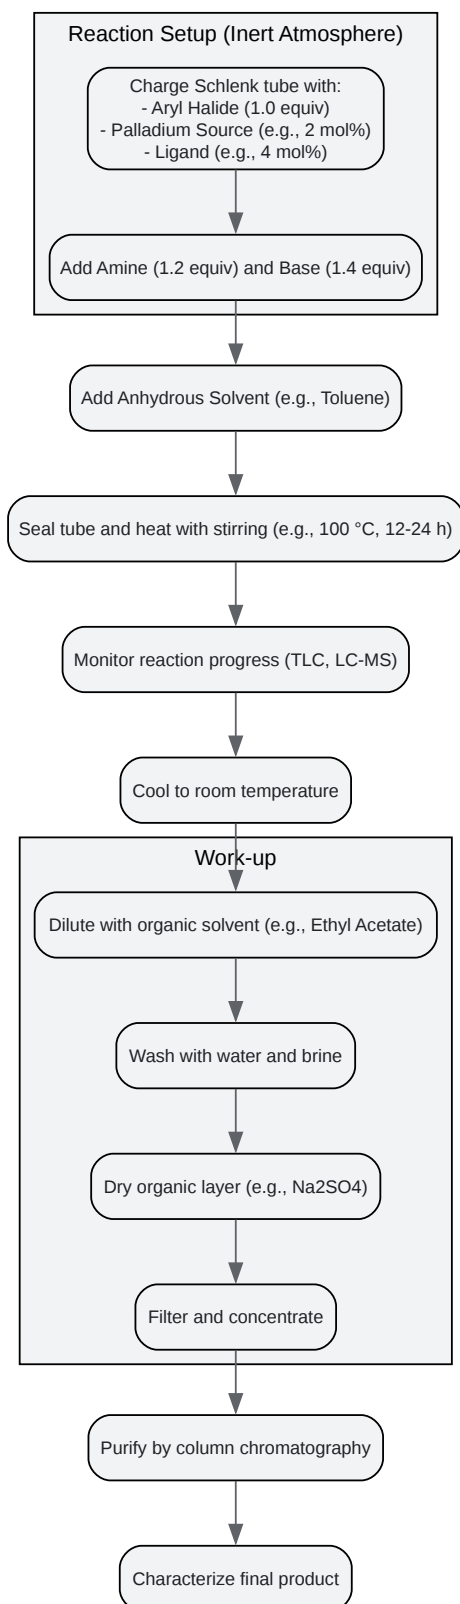 Reaction Setup (Inert Atmosphere)
Charge Schlenk tube with:
- Aryl Halide (1.0 equiv)
- Palladium Source (e.g., 2 mol%)
- Ligand (e.g., 4 mol%)
Add Amine (1.2 equiv) and Base (1.4 equiv)
Add Anhydrous Solvent (e.g., Toluene)
Seal tube and heat with stirring (e.g., 100 °C, 12-24 h)
Monitor reaction progress (TLC, LC-MS)
Cool to room temperature
Work-up
Dilute with organic solvent (e.g., Ethyl Acetate)
Wash with water and brine
Dry organic layer (e.g., Na2SO4)
Filter and concentrate
Purify by column chromatography
Characterize final product